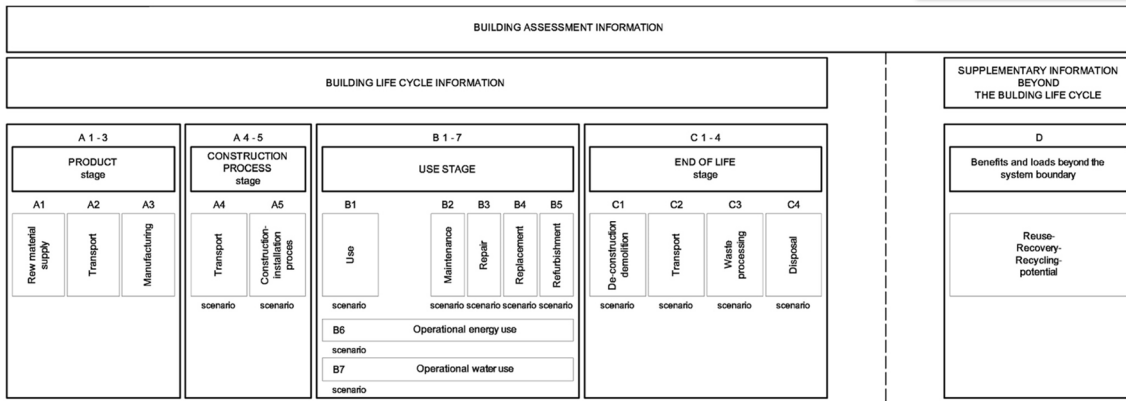 BUILDING ASSESSMENT INFORMATION
BUILDING LIFE CYCLE INFORMATION
SUPPLEMENTARY INFORMATION
BEYOND
THE BULDING LIFE CYCLE
A 1 - 3
PRODUCT
stage
A1
A2
A3
Rew material
supply
Transport
Manufacturing
A 4 - 5
CONSTRUCTION
PROCESS
stage
A4
A5
Transport
Construction-
installation
proces
scenario
scenario
B 1 - 7
USE STAGE
B1
B2
B3
B4
B5
Use
Maintenance
Repair
Replacement
Refurbishment
scenario
scenario
scenario
scenario
scenario
B6 Operational energy use
scenario
B7 Operational water use
scenario
C 1 - 4
END OF LIFE
stage
C1
C2
C3
C4
De-construction
demolition
Transport
Waste
processing
Disposal
scenario
scenario
scenario
scenario
D
Benefits and loads beyond the
system boundary
Reuse-
Recovery-
Recycling-
potential